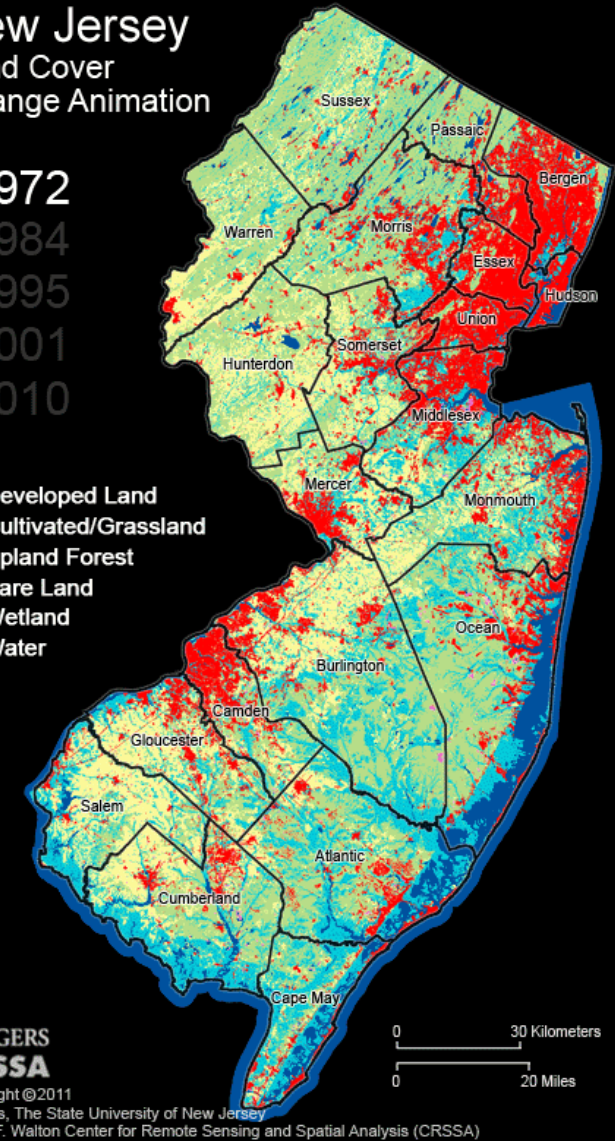 ew Jersey
nd Cover
ange Animation
972
984
995
001
010
eveloped Land
ultivated/Grassland
pland Forest
are Land
Wetland
Water
Sussex
Passaic
Bergen
Warren
Morris
Essex
Hudson
Union
Somerset
Hunterdon
Middlesex
Mercer
Monmouth
Ocean
Burlington
Camden
Gloucester
Salem
Atlantic
Cumberland
Cape May
0 30 Kilometers
0 20 Miles
GERS
SSA
ght ©2011
s, The State University of New Jersey
F. Walton Center for Remote Sensing and Spatial Analysis (CRSSA)